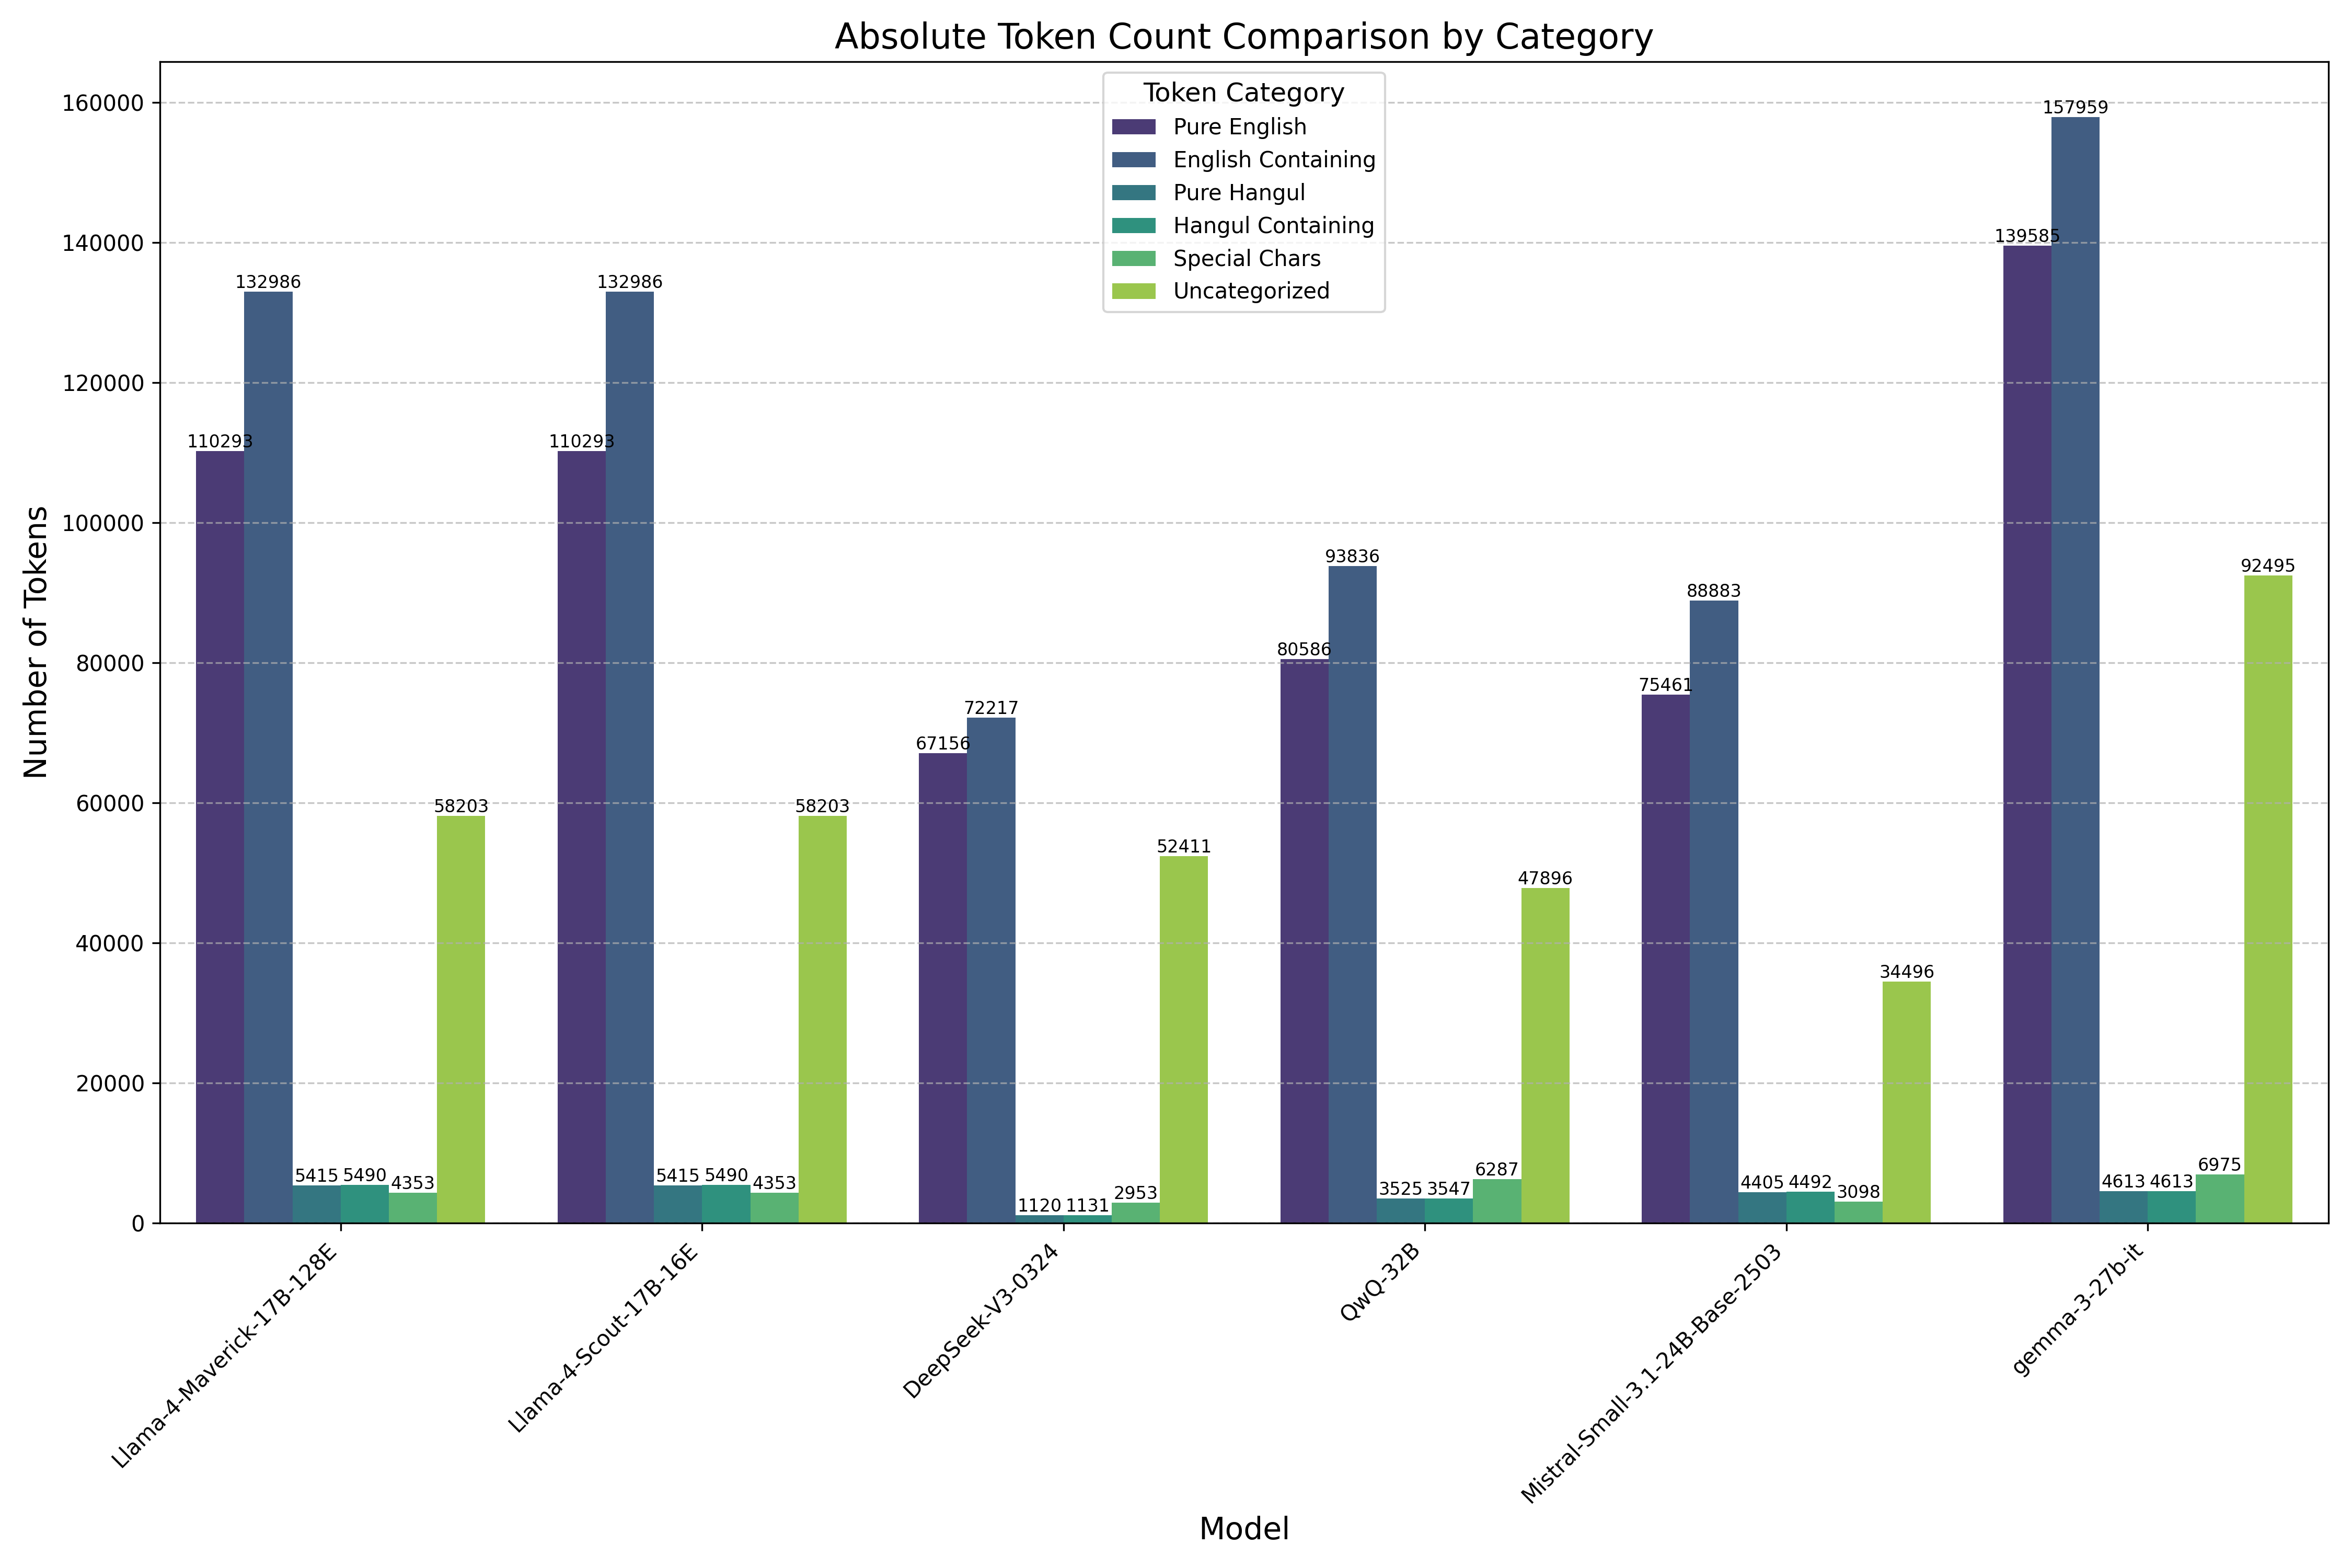 Absolute Token Count Comparison by Category
Token Category
Pure English
English Containing
Pure Hangul
Hangul Containing
Special Chars
Uncategorized
Number of Tokens
160000
140000
120000
100000
80000
60000
40000
20000
0
110293
132986
5415
5490
4353
58203
110293
132986
5415
5490
4353
58203
67156
72217
1120
1131
2953
52411
80586
93836
3525
3547
6287
47896
75461
88883
4405
4492
3098
34496
139585
157959
4613
4613
6975
92495
Llama-4-Maverick-17B-128E
Llama-4-Scout-17B-16E
DeepSeek-V3-0324
QwQ-32B
Mistral-Small-3.1-24B-Base-2503
gemma-3-27b-it
Model